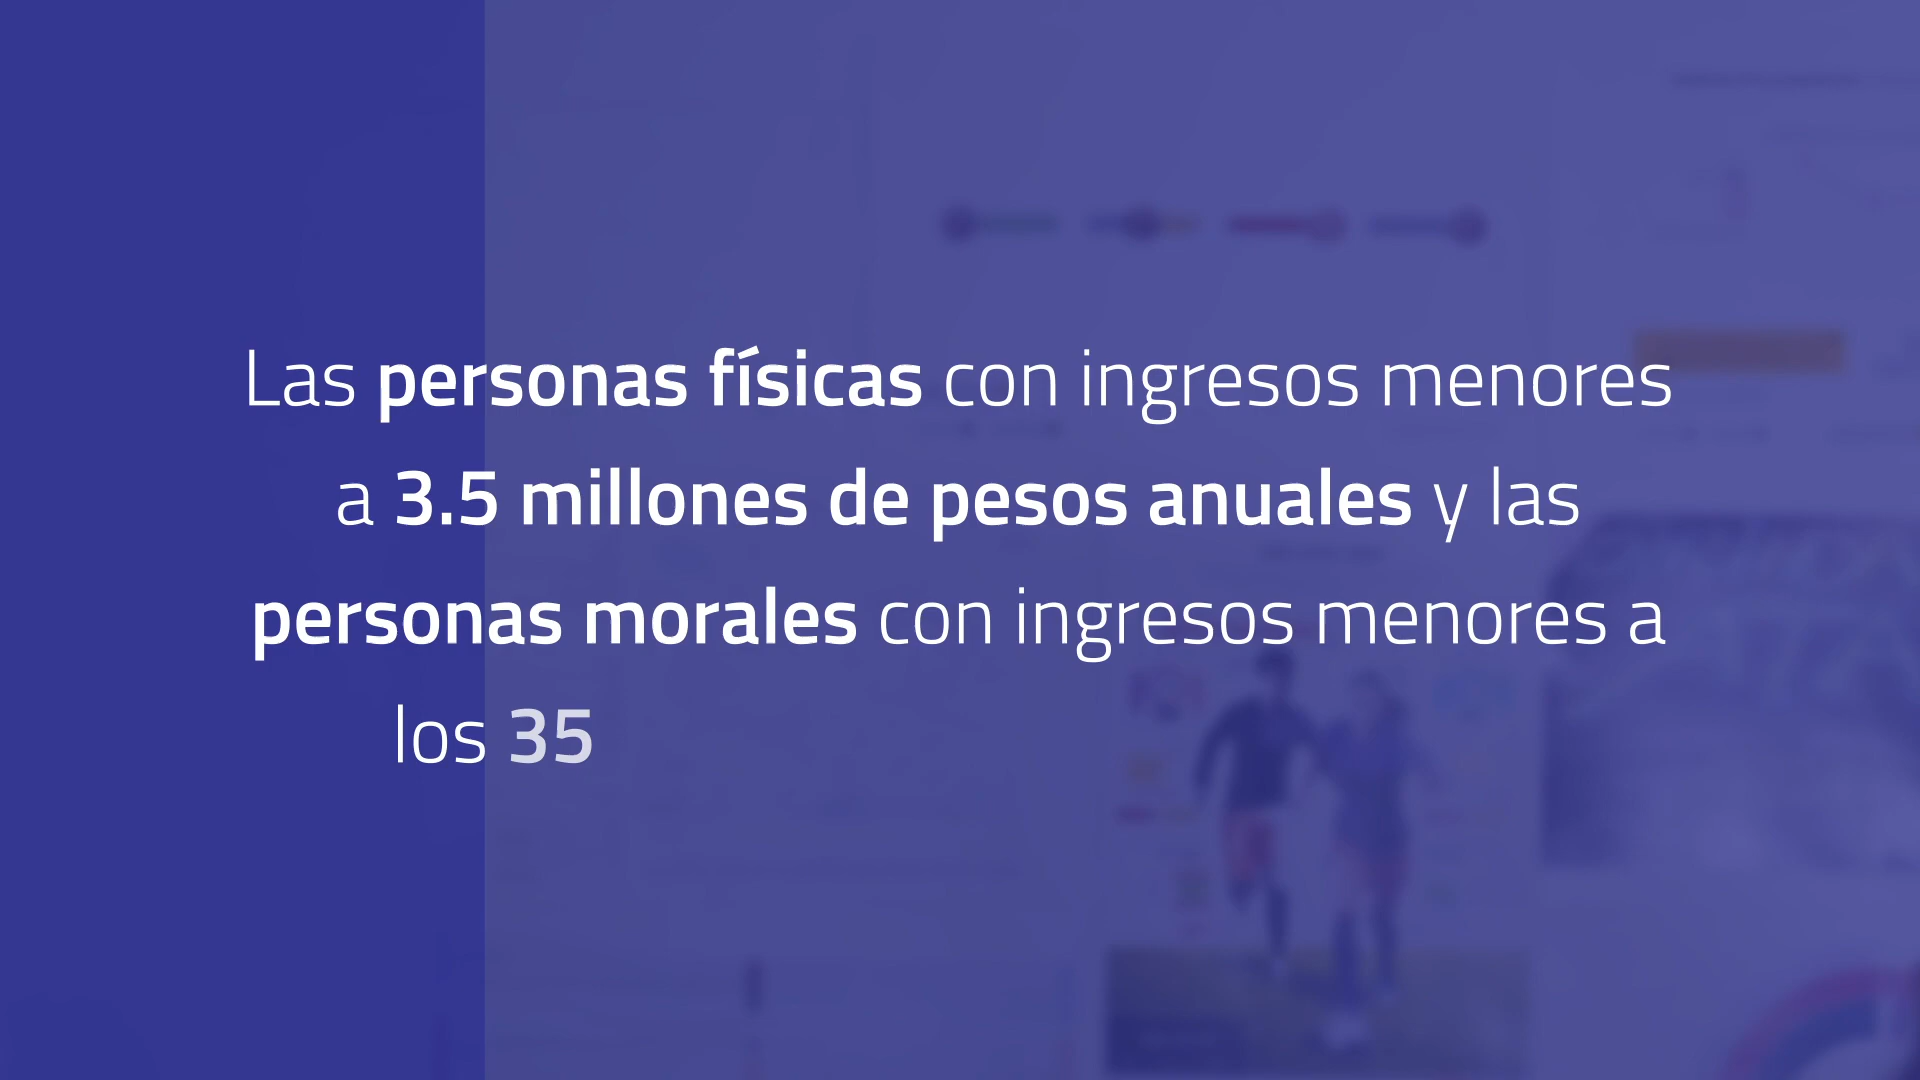 Las personas físicas con ingresos menores
a 3.5 millones de pesos anuales y las
personas morales con ingresos menores a
los 35